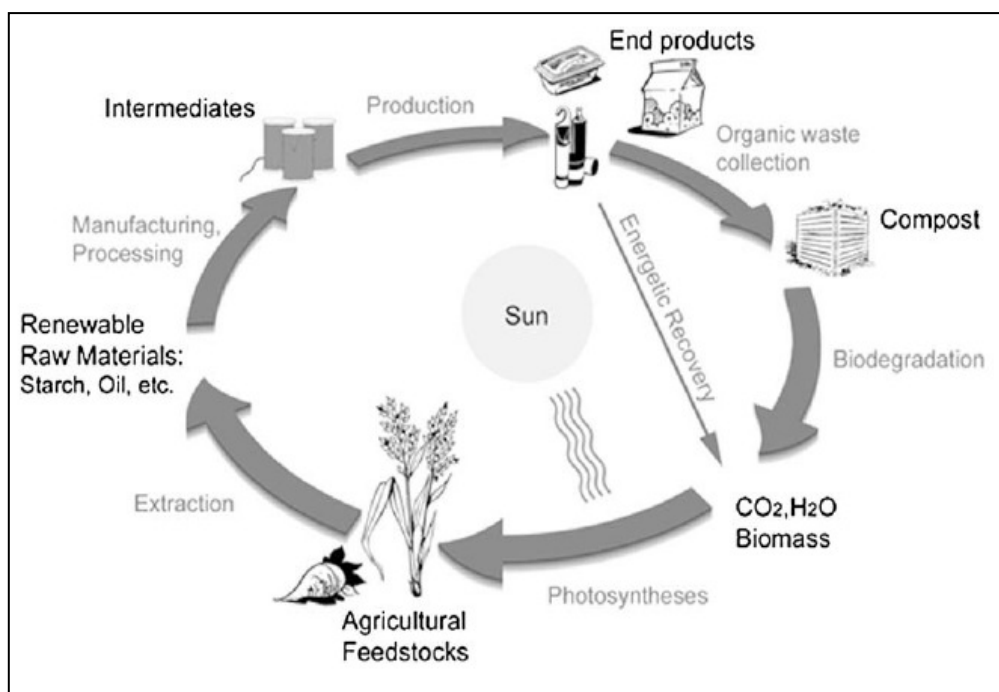 End products
Production
Intermediates
Organic waste
collection
Compost
Manufacturing,
Processing
Energetic Recovery
Sun
Renewable
Raw Materials:
Starch, Oil, etc.
Biodegradation
Extraction
CO2,H2O
Biomass
Photosyntheses
Agricultural
Feedstocks